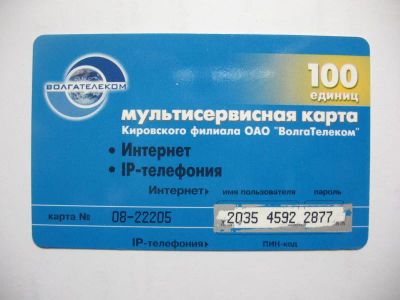 ВОЛГАТЕЛЕКОМ
100
единиц
мультисервисная карта
Кировского филиала ОАО "ВолгаТелеком"
• Интернет
• IP-телефония
Интернет▸ имя пользователя пароль
карта № 08-22205 2035 4592 2877
IP-телефония▸ ПИН-код